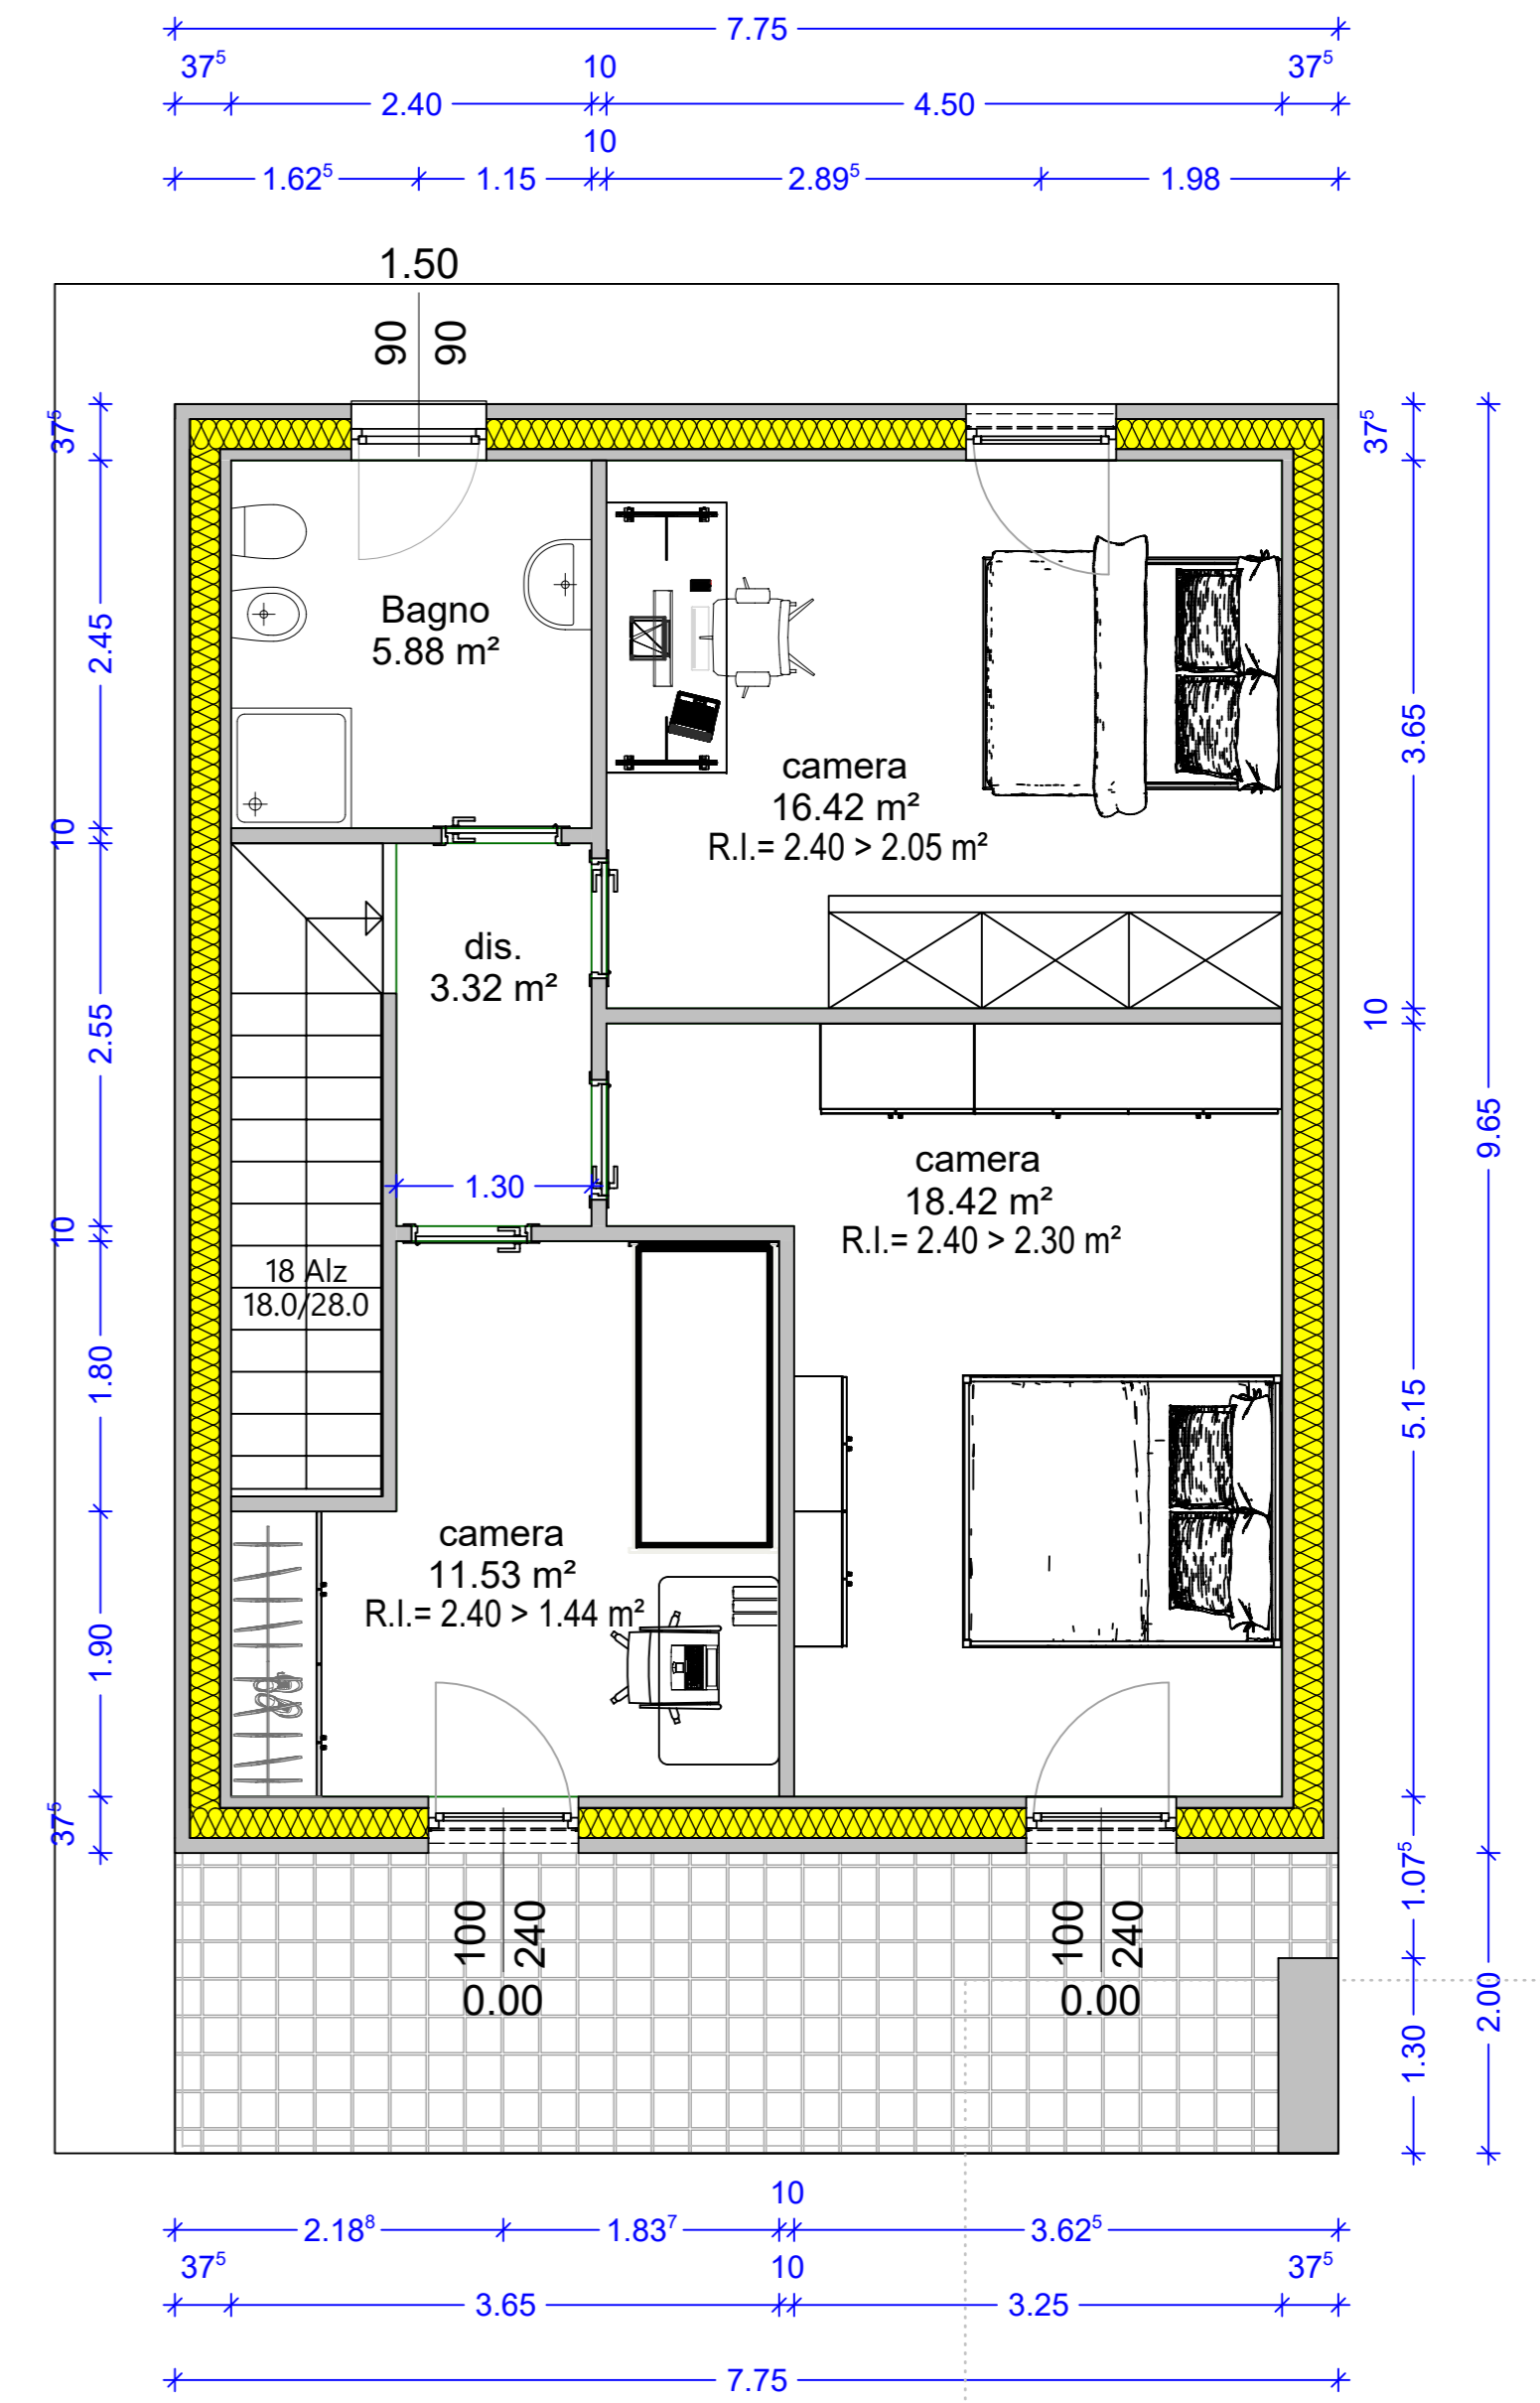 7.75
37⁵ 10 37⁵
2.40 4.50
10
1.62⁵ 1.15 2.89⁵ 1.98
1.50
90 90
37⁵
2.45
10
2.55
10
1.80
1.90
37⁵
Bagno
5.88 m²
camera
16.42 m²
R.I.= 2.40 > 2.05 m²
dis.
3.32 m²
1.30
camera
18.42 m²
R.I.= 2.40 > 2.30 m²
18 Alz
18.0/28.0
camera
11.53 m²
R.I.= 2.40 > 1.44 m²
37⁵
3.65
10
5.15
1.07⁵
1.30
9.65
2.00
100 240
0.00
100 240
0.00
10
2.18⁸ 1.83⁷ 3.62⁵
37⁵ 10 37⁵
3.65 3.25
7.75